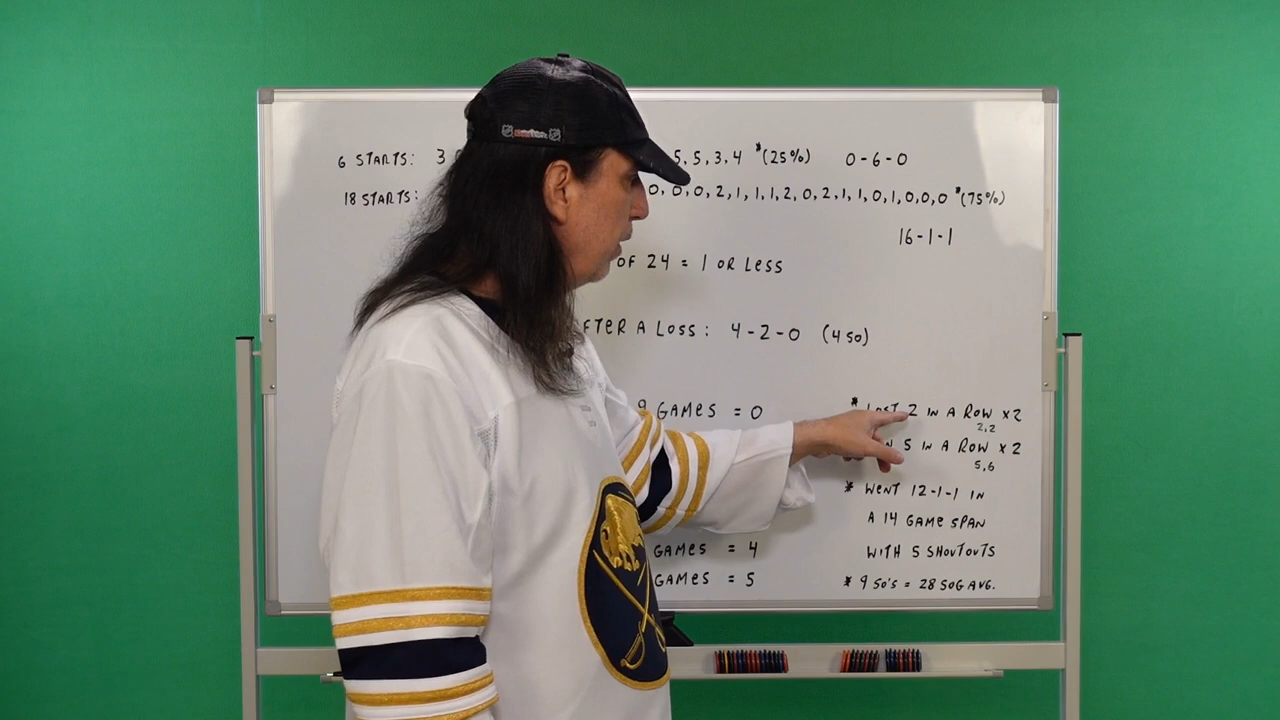 6 STARTS: 3 5, 5, 3, 4 *(25%) 0-6-0
18 STARTS: 0, 0, 0, 2, 1, 1, 1, 2, 0, 2, 1, 1, 0, 1, 0, 0, 0 *(75%)
16-1-1
OF 24 = 1 OR LESS
FTER A LOSS: 4-2-0 (4 SO)
9 GAMES = 0
* LOST 2 IN A ROW X2
2,2
N 5 IN A ROW X 2
5,6
* WENT 12-1-1 IN
A 14 GAME SPAN
WITH 5 SHOUTOUTS
GAMES = 4
GAMES = 5
* 9 SO'S = 28 SOG AVG.